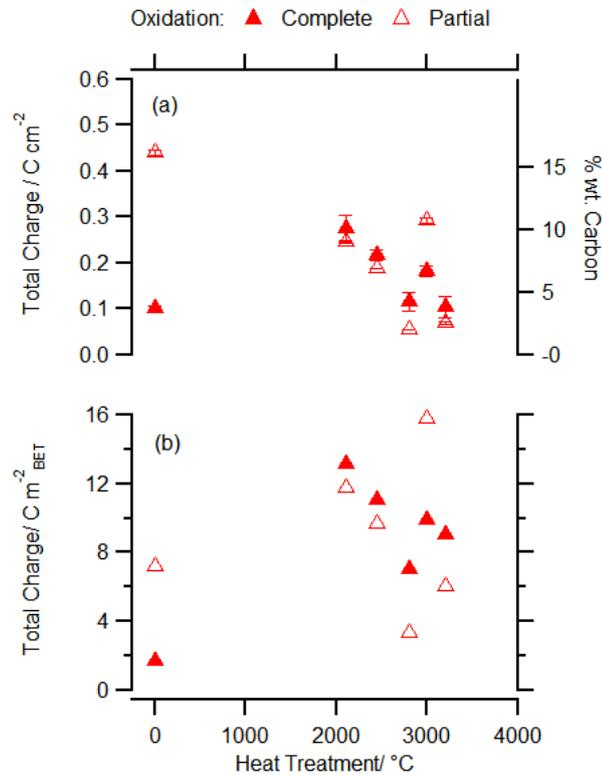 Oxidation: ▲ Complete △ Partial
0.6
(a)
0.5
0.4
0.3
0.2
0.1
0.0
Total Charge / C cm⁻²
15
10
5
-0
% wt. Carbon
16
(b)
12
8
4
0
Total Charge/ C m⁻² BET
0 1000 2000 3000 4000
Heat Treatment/ °C